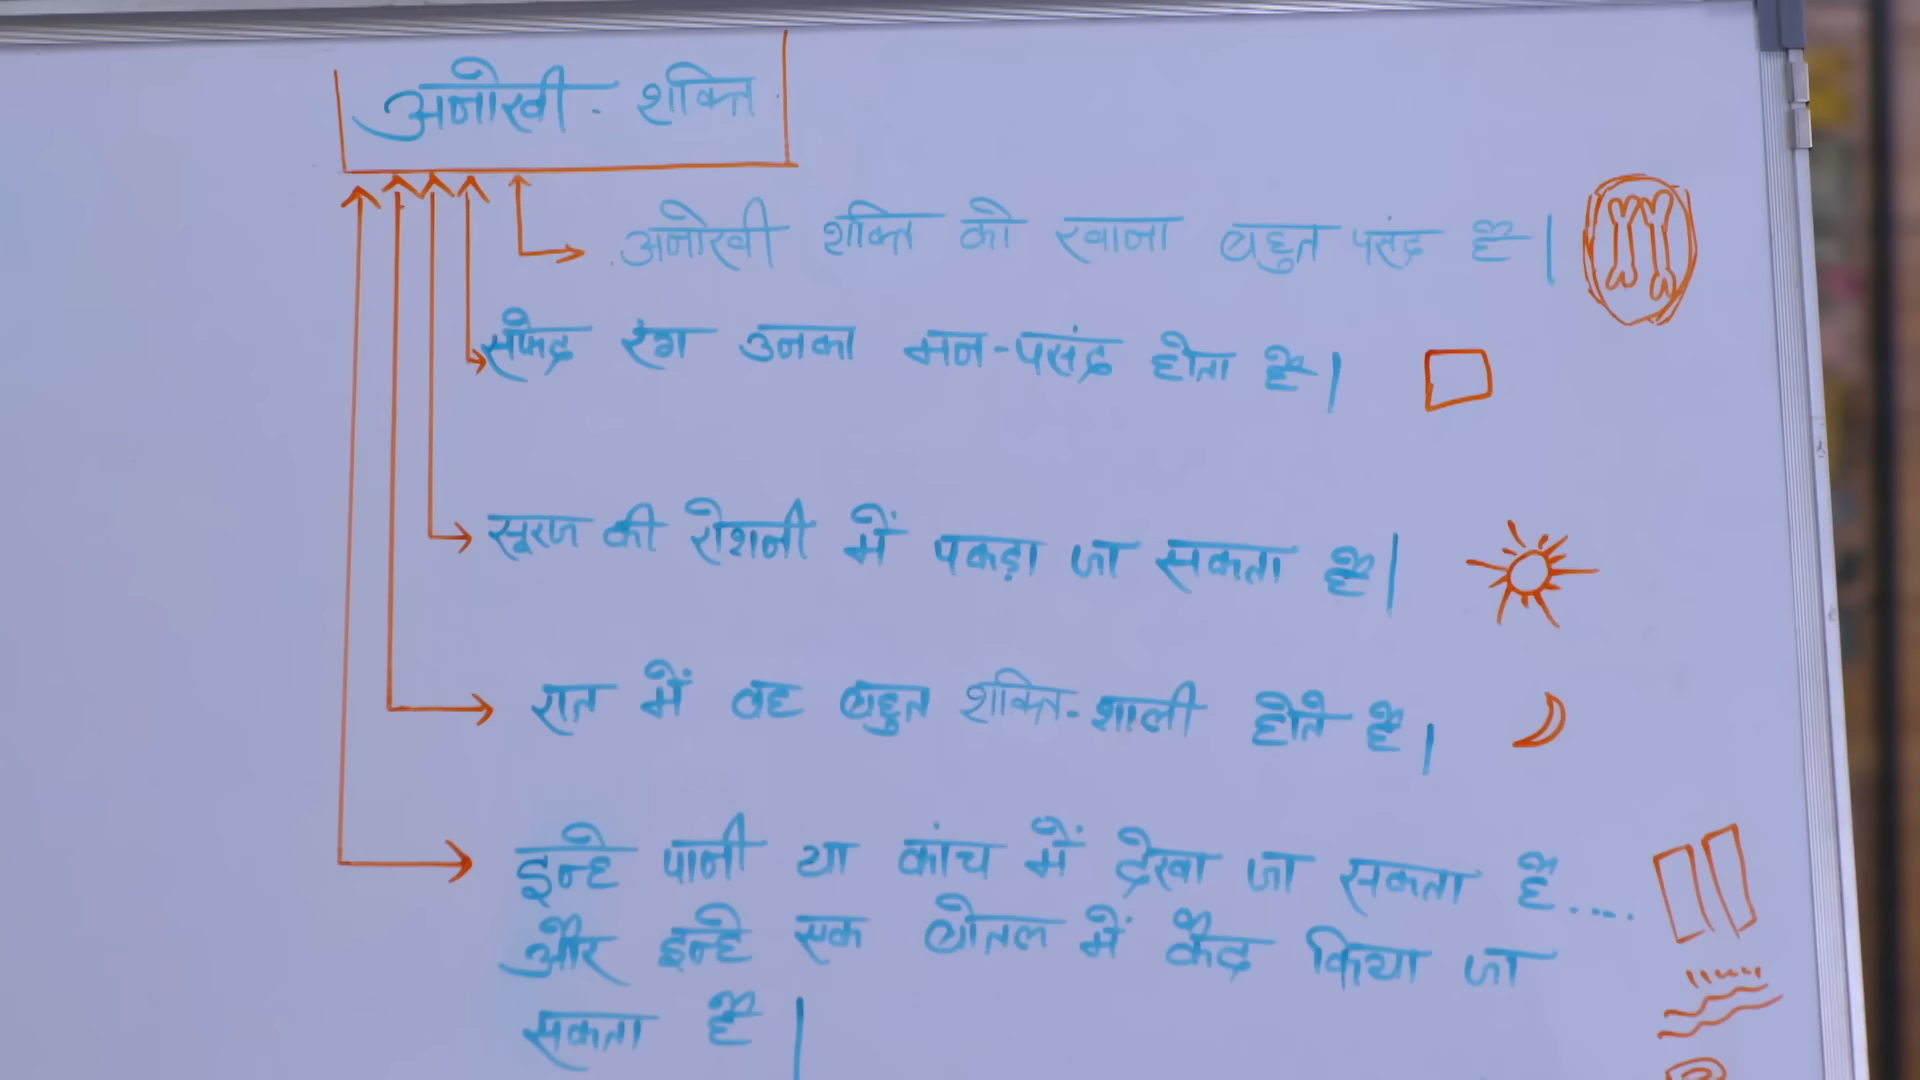 अनोखी - शक्ति
अनोखी शक्ति को खाना बहुत पसंद है|
सफेद रंग उनका मन-पसंद होता है|
सूरज की रोशनी में पकड़ा जा सकता है|
रात में वह बहुत शक्ति-शाली होते है|
इन्हे पानी या कांच में देखा जा सकता है....
और इन्हे एक बोतल में कैद किया जा
सकता है|